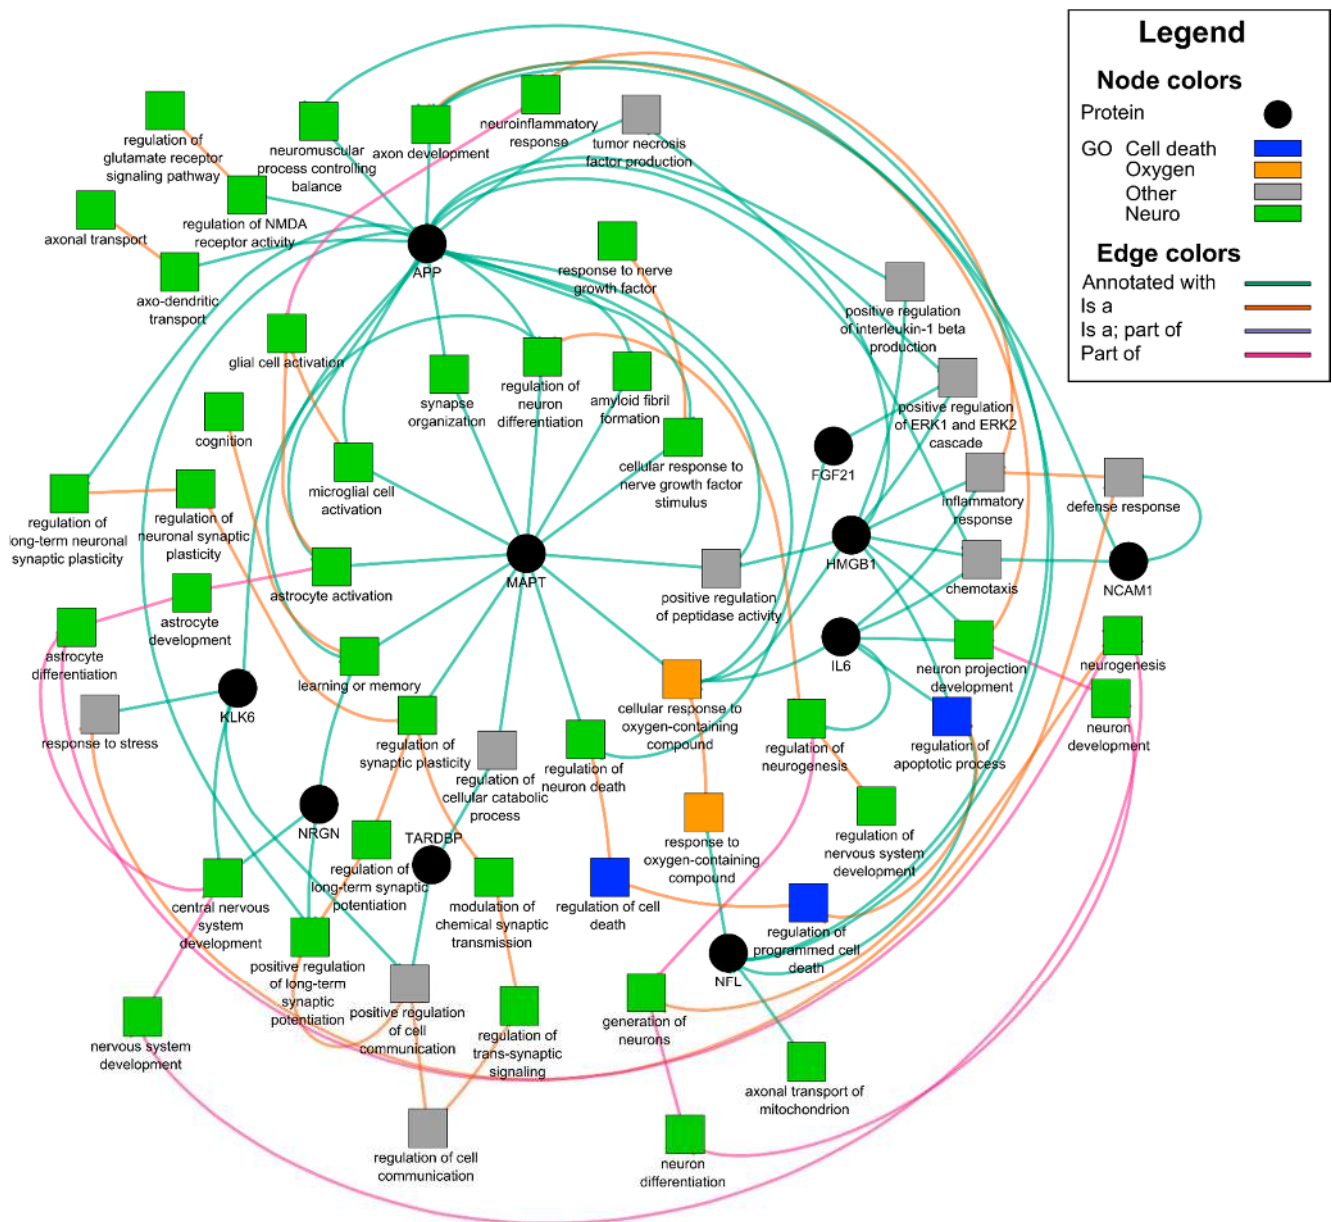 Legend
Node colors
Protein
GO Cell death
Oxygen
Other
Neuro
Edge colors
Annotated with
Is a
Is a; part of
Part of
regulation of
glutamate receptor
signaling pathway
neuromuscular
process controlling
balance
axon development
neuroinflammatory
response
tumor necrosis
factor production
axonal transport
regulation of NMDA
receptor activity
axo-dendritic
transport
APP
response to nerve
growth factor
positive regulation
of interleukin-1 beta
production
glial cell activation
synapse
organization
regulation of
neuron
differentiation
amyloid fibril
formation
positive regulation
of ERK1 and ERK2
cascade
cognition
microglial cell
activation
cellular response to
nerve growth factor
stimulus
FGF21
inflammatory
response
defense response
regulation of
long-term neuronal
synaptic plasticity
regulation of
neuronal synaptic
plasticity
astrocyte activation
MAPT
positive regulation
of peptidase activity
HMGB1
chemotaxis
NCAM1
astrocyte
development
astrocyte
differentiation
learning or memory
KLK6
response to stress
regulation of
synaptic plasticity
regulation of
cellular catabolic
process
regulation of
neuron death
cellular response to
oxygen-containing
compound
IL6
neuron projection
development
neurogenesis
regulation of
neurogenesis
regulation of
apoptotic process
neuron
development
NRGN
TARDBP
regulation of
long-term synaptic
potentiation
response to
oxygen-containing
compound
regulation of
nervous system
development
central nervous
system
development
modulation of
chemical synaptic
transmission
regulation of cell
death
regulation of
programmed cell
death
positive regulation
of long-term
synaptic
potentiation
positive regulation
of cell
communication
NFL
nervous system
development
regulation of
trans-synaptic
signaling
generation of
neurons
axonal transport of
mitochondrion
regulation of cell
communication
neuron
differentiation